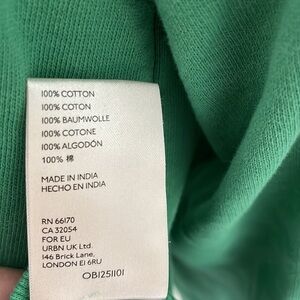 100% COTTON
100% COTON
100% BAUMWOLLE
100% COTONE
100% ALGODÓN
100% 棉
MADE IN INDIA
HECHO EN INDIA
RN 66170
CA 32054
FOR EU
URBN UK Ltd.
146 Brick Lane,
LONDON E1 6RU
OB1251101